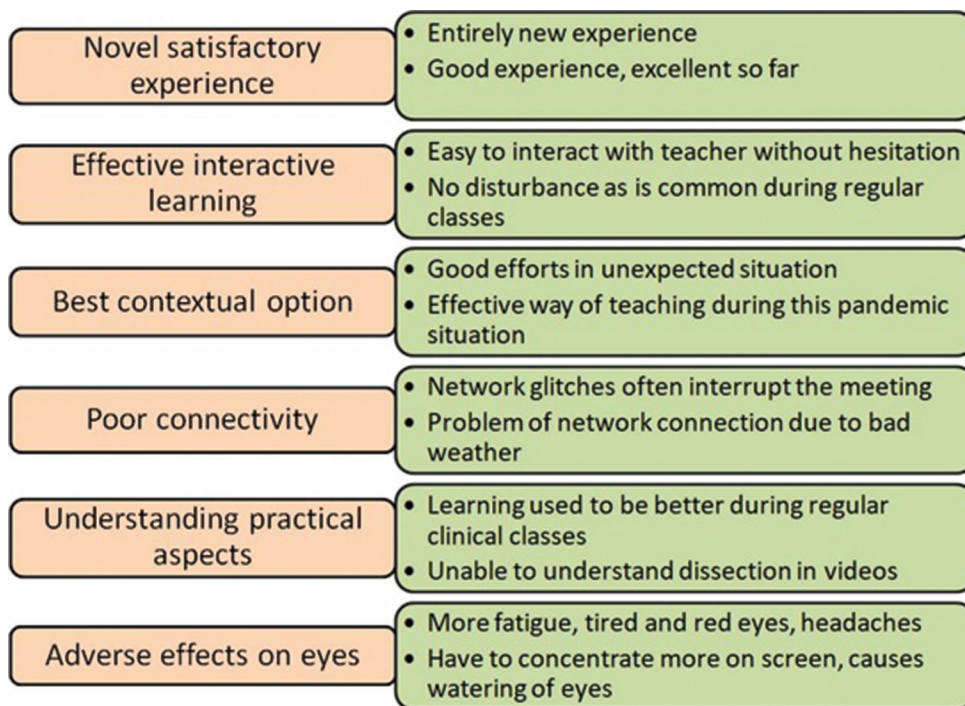 Novel satisfactory
experience
• Entirely new experience
• Good experience, excellent so far
Effective interactive
learning
• Easy to interact with teacher without hesitation
• No disturbance as is common during regular
classes
Best contextual option
• Good efforts in unexpected situation
• Effective way of teaching during this pandemic
situation
Poor connectivity
• Network glitches often interrupt the meeting
• Problem of network connection due to bad
weather
Understanding practical
aspects
• Learning used to be better during regular
clinical classes
• Unable to understand dissection in videos
Adverse effects on eyes
• More fatigue, tired and red eyes, headaches
• Have to concentrate more on screen, causes
watering of eyes